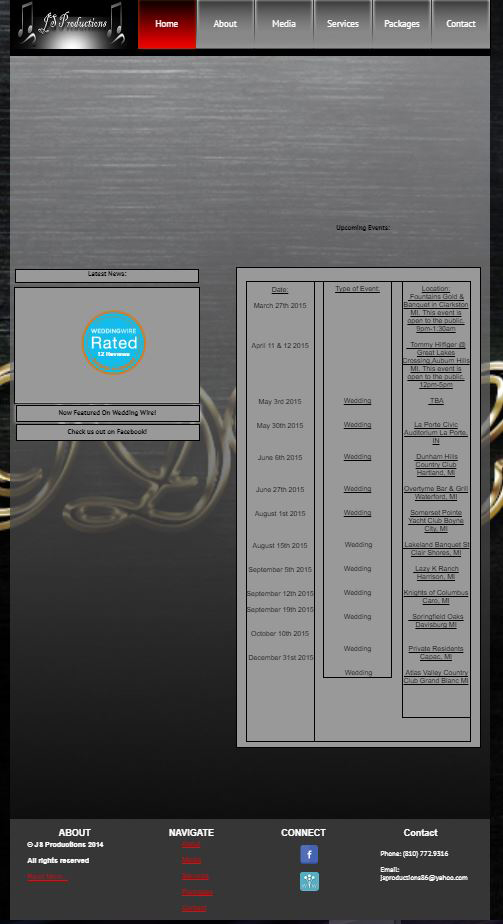 JS Productions
Home
About
Media
Services
Packages
Contact
Upcoming Events:
Latest News:
WEDDINGWIRE
Rated
12 Reviews
Now Featured On Wedding Wire!
Check us out on Facebook!
Date:
March 27th 2015
April 11 & 12 2015
May 3rd 2015
May 30th 2015
June 6th 2015
June 27th 2015
August 1st 2015
August 15th 2015
September 5th 2015
September 12th 2015
September 19th 2015
October 10th 2015
December 31st 2015
Type of Event:
Wedding
Wedding
Wedding
Wedding
Wedding
Wedding
Wedding
Wedding
Wedding
Wedding
Wedding
Location:
Fountains Gold &
Banquet in Clarkston
MI. This event is
open to the public.
9pm-1:30am
Tommy Hilfiger @
Great Lakes
Crossing Auburn Hills
MI. This event is
open to the public.
12pm-5pm
TBA
La Porte Civic
Auditorium La Porte,
IN
Dunham Hills
Country Club
Hartland, MI
Overtyme Bar & Grill
Waterford, MI
Somerset Pointe
Yacht Club Boyne
City, MI
Lakeland Banquet St
Clair Shores, MI
Lazy K Ranch
Harrison, MI
Knights of Columbus
Caro, MI
Springfield Oaks
Davisburg MI
Private Residents
Capac, MI
Atlas Valley Country
Club Grand Blanc MI
ABOUT
© J S Productions 2014
All rights reserved
Read More...
NAVIGATE
About
Media
Services
Packages
Contact
CONNECT
Contact
Phone: (810) 772.9316
Email:
jsproductions86@yahoo.com